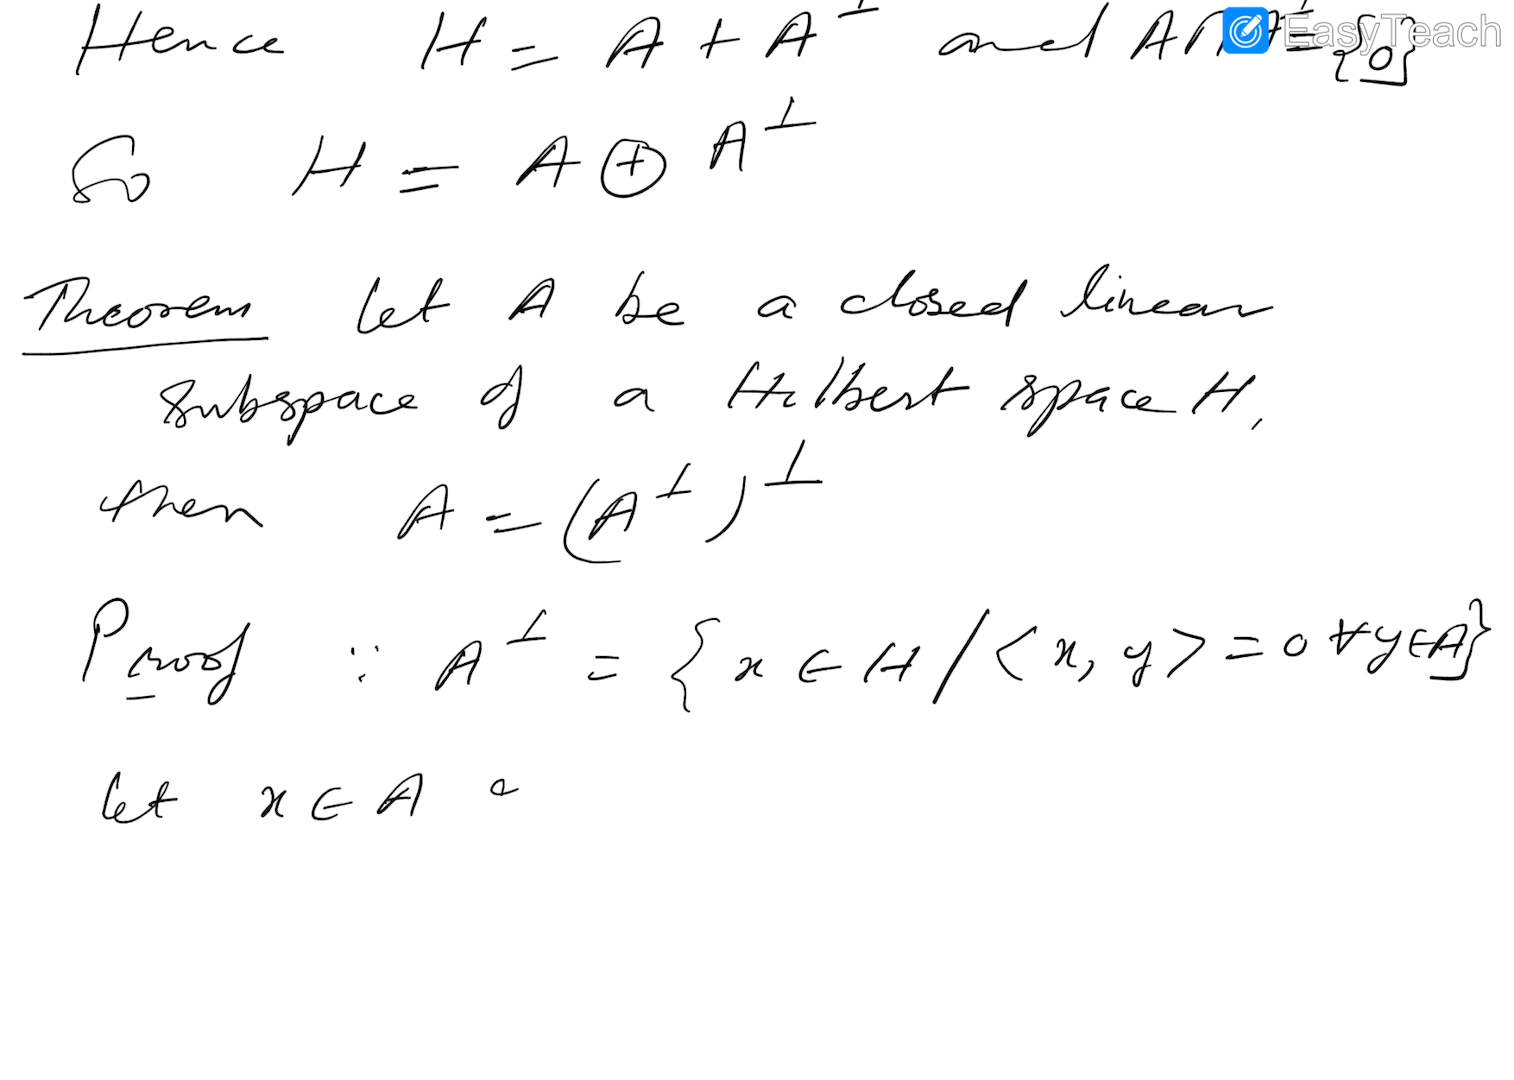 Hence H = A + A⊥ and A∩A⊥ = {0}
EasyTeach
So H = A ⊕ A⊥
Theorem Let A be a closed linear
subspace of a Hilbert space H,
then A = (A⊥)⊥
Proof ∵ A⊥ = {x ∈ H / <x, y> = 0 ∀ y ∈ A}
Let x ∈ A